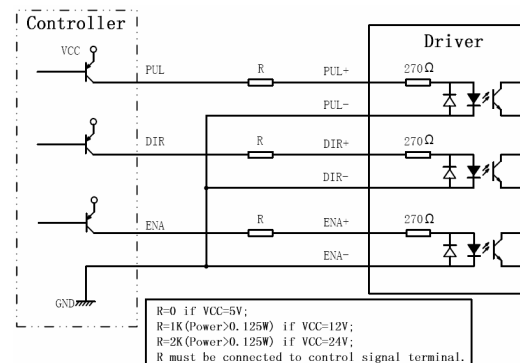 Controller
Driver
VCC
PUL
R
PUL+
270Ω
PUL-
DIR
R
DIR+
270Ω
DIR-
ENA
R
ENA+
270Ω
ENA-
GND
R=0 if VCC=5V;
R=1K(Power>0.125W) if VCC=12V;
R=2K(Power>0.125W) if VCC=24V;
R must be connected to control signal terminal.